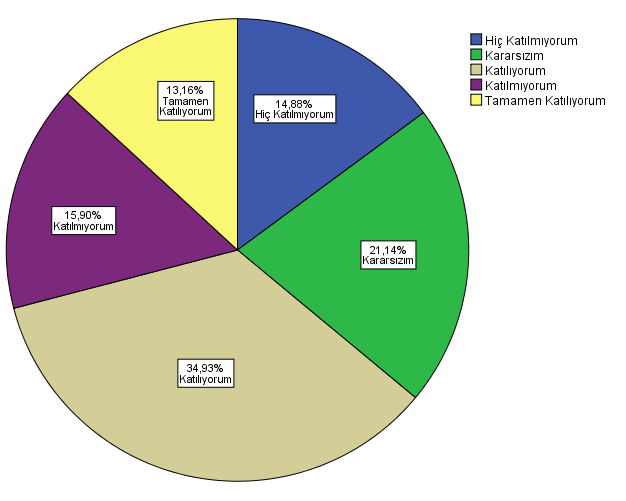 Hiç Katılmıyorum
Kararsızım
Katılıyorum
Katılmıyorum
Tamamen Katılıyorum
13,16%
Tamamen
Katılıyorum
14,88%
Hiç Katılmıyorum
15,90%
Katılmıyorum
21,14%
Kararsızım
34,93%
Katılıyorum